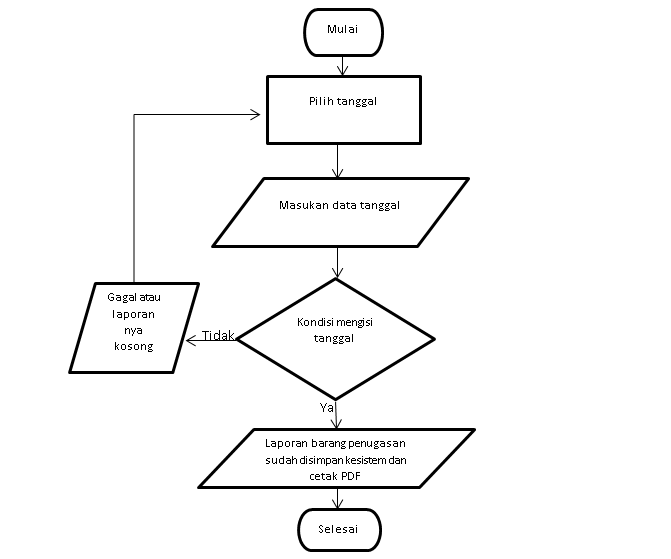 Mulai
Pilih tanggal
Masukan data tanggal
Kondisi mengisi
tanggal
Tidak
Gagal atau
laporan
nya
kosong
Ya
Laporan barang penugasan
sudah disimpan kesistem dan
cetak PDF
Selesai